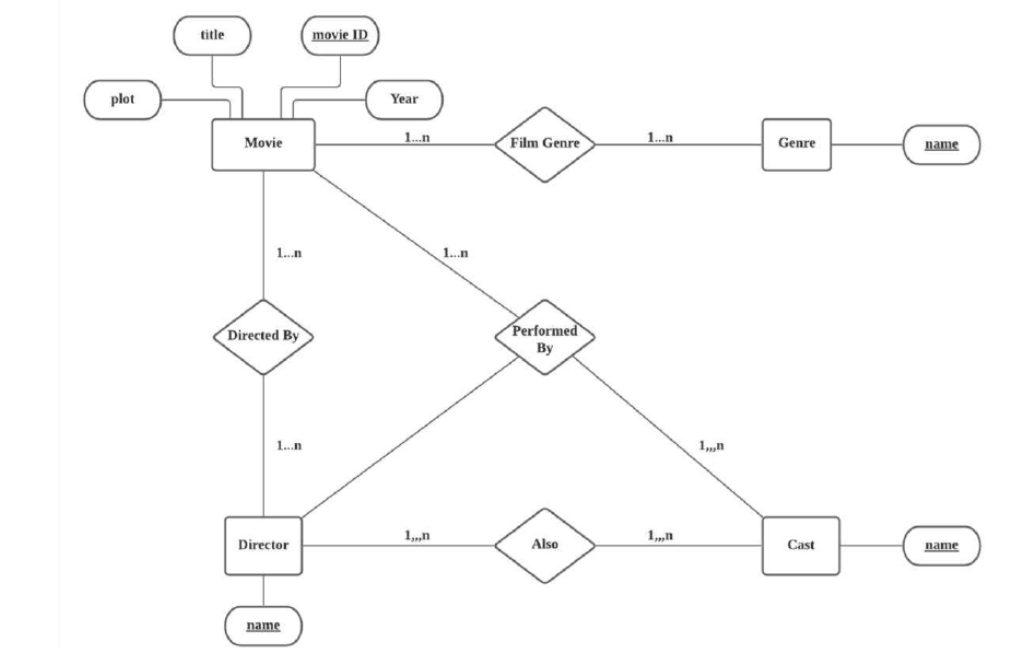 title
movie ID
plot
Year
Movie
1...n
Film Genre
1...n
Genre
name
1...n
1...n
Directed By
Performed
By
1...n
1,,,n
Director
1,,,n
Also
1,,,n
Cast
name
name